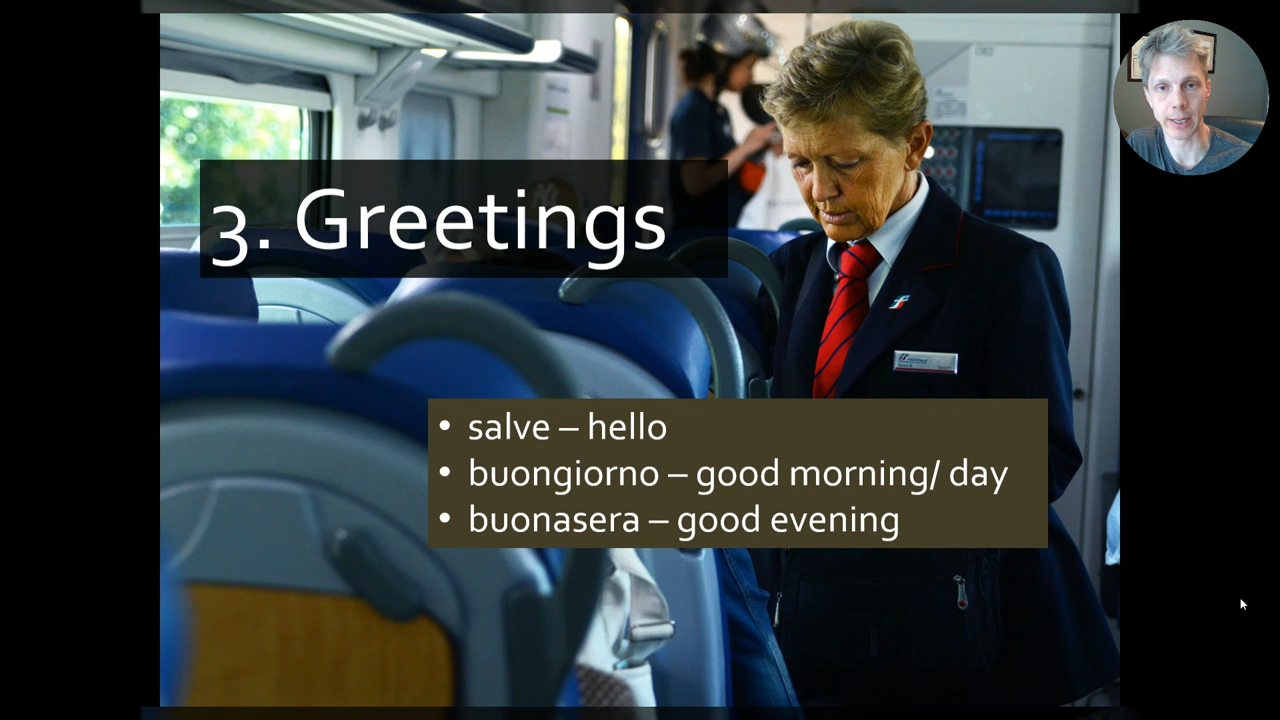 3. Greetings
• salve – hello
• buongiorno – good morning/ day
• buonasera – good evening